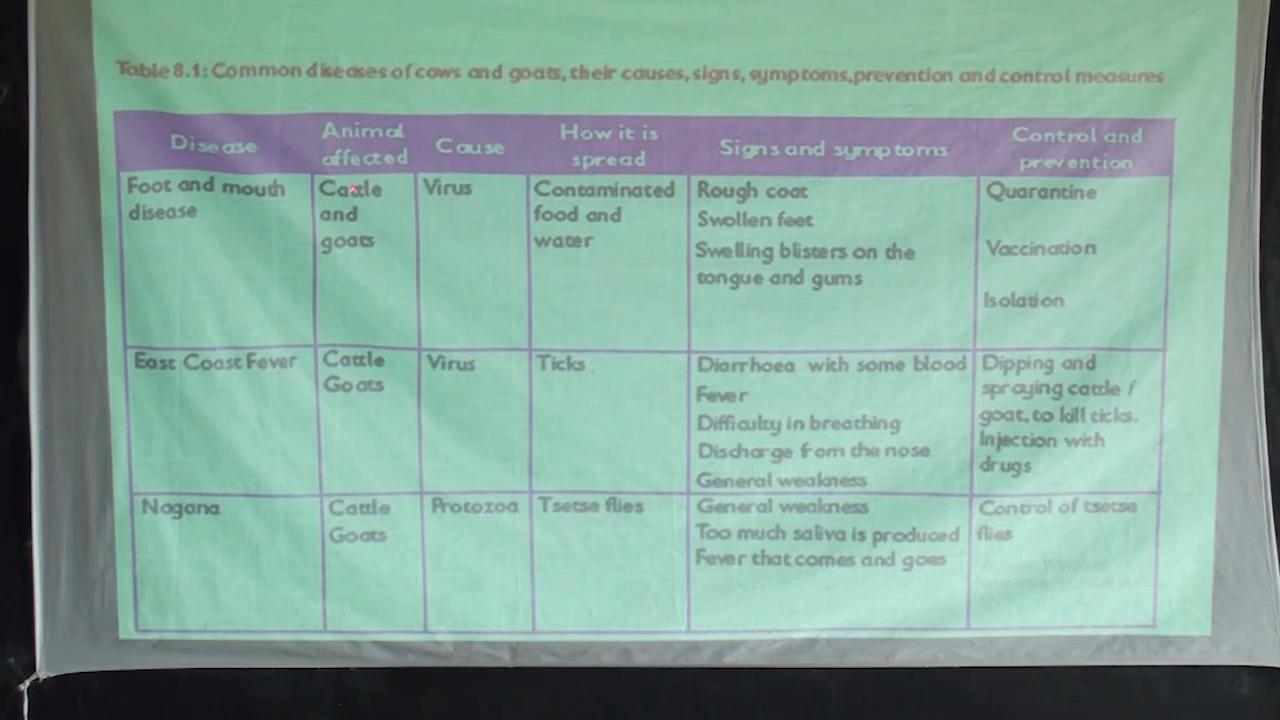 Table 8.1: Common diseases of cows and goats, their causes, signs, symptoms,prevention and control measures
Disease
Animal
affected
Cause
How it is
spread
Signs and symptoms
Control and
prevention
Foot and mouth
disease
Cattle
and
goats
Virus
Contaminated
food and
water
Rough coat
Swollen feet
Swelling blisters on the
tongue and gums
Quarantine
Vaccination
Isolation
East Coast Fever
Cattle
Goats
Virus
Ticks
Diarrhoea with some blood
Fever
Difficulty in breathing
Discharge from the nose
General weakness
Dipping and
spraying cattle /
goat, to kill ticks.
Injection with
drugs
Nagana
Cattle
Goats
Protozoa
Tsetse flies
General weakness
Too much saliva is produced
Fever that comes and goes
Control of tsetse
flies
Windows